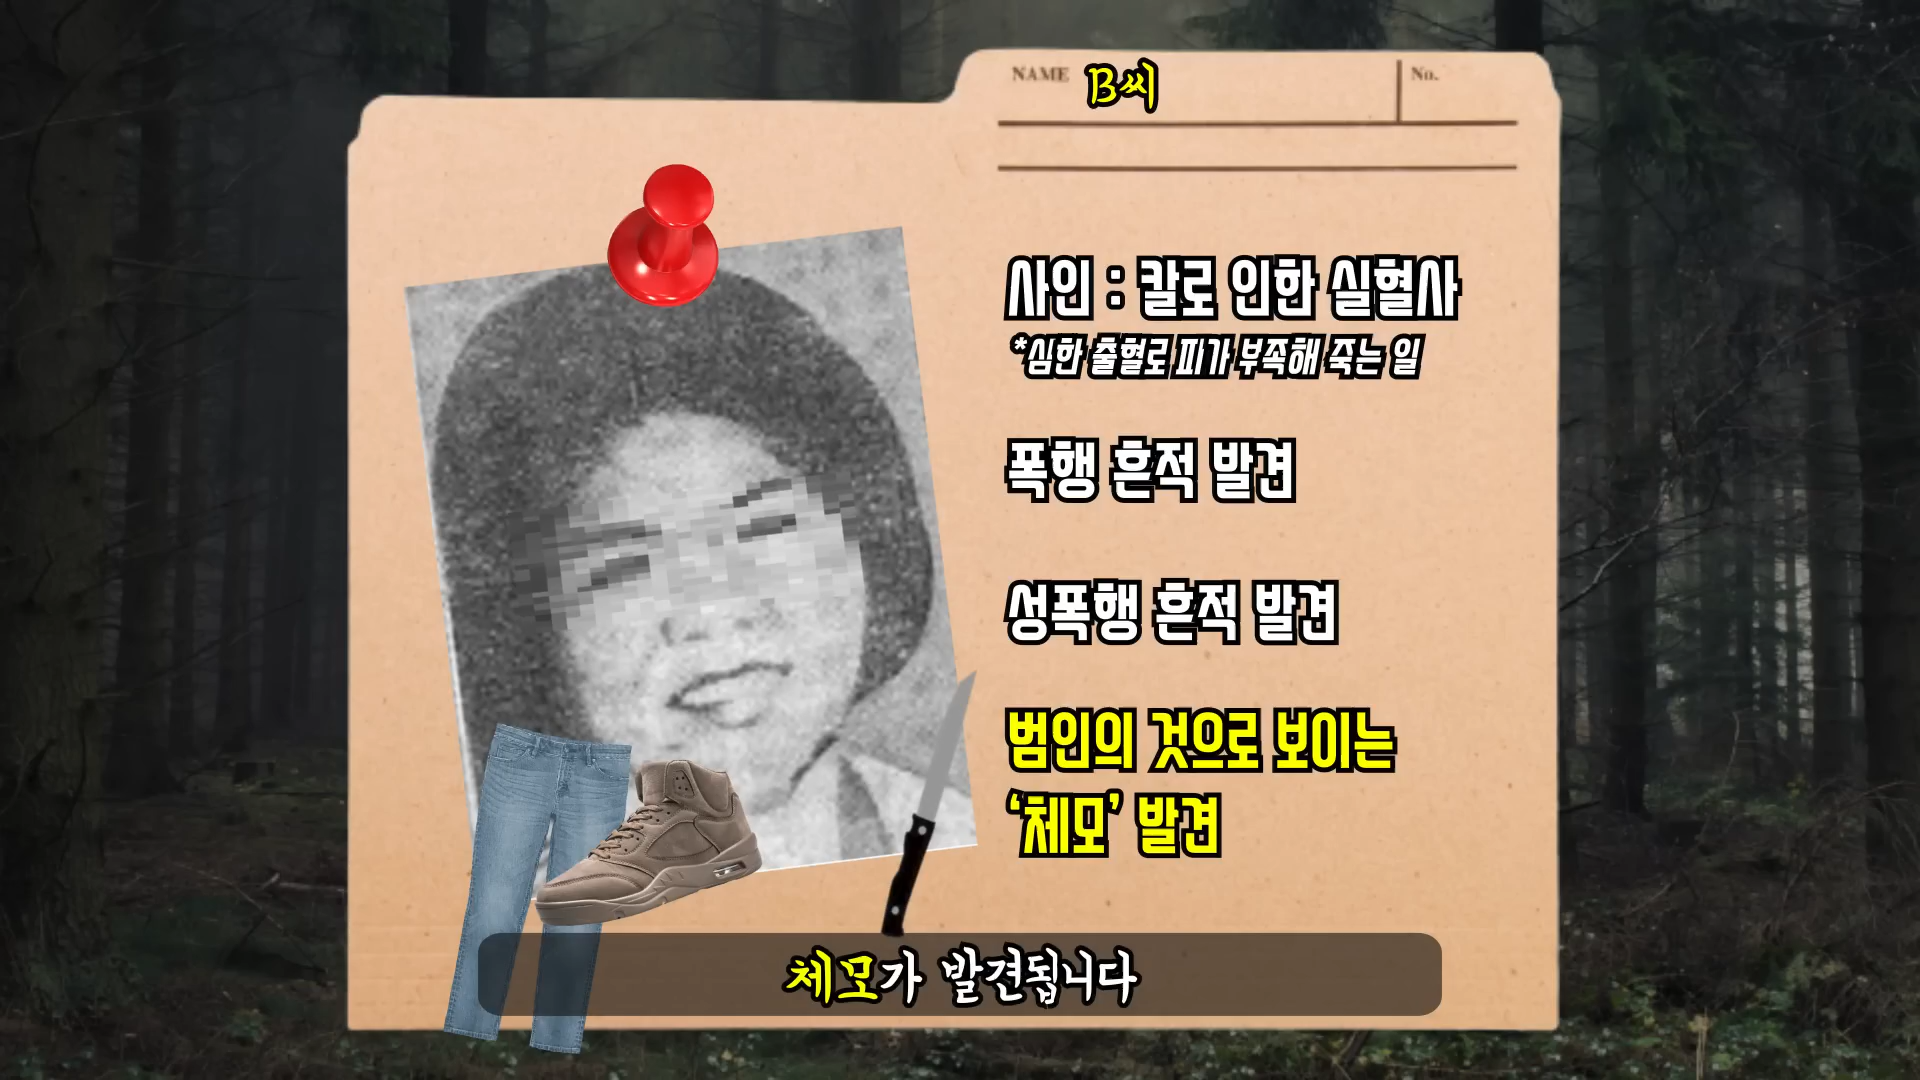 NAME B씨 No.
사인 : 칼로 인한 실혈사
*심한 출혈로 피가 부족해 죽는 일
폭행 흔적 발견
성폭행 흔적 발견
범인의 것으로 보이는
‘체모’ 발견
체모가 발견됩니다